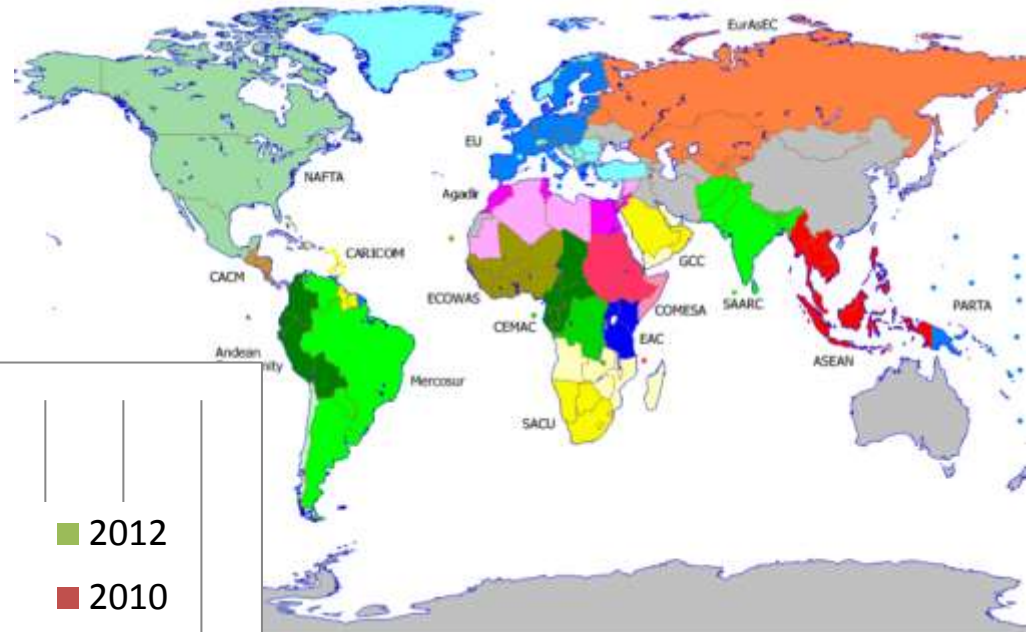 EurAsEC
EU
NAFTA
Agadir
CARICOM
GCC
CACM
ECOWAS
COMESA
SAARC
PARTA
CEMAC
EAC
ASEAN
Andean
nity
Mercosur
SACU
2012
2010